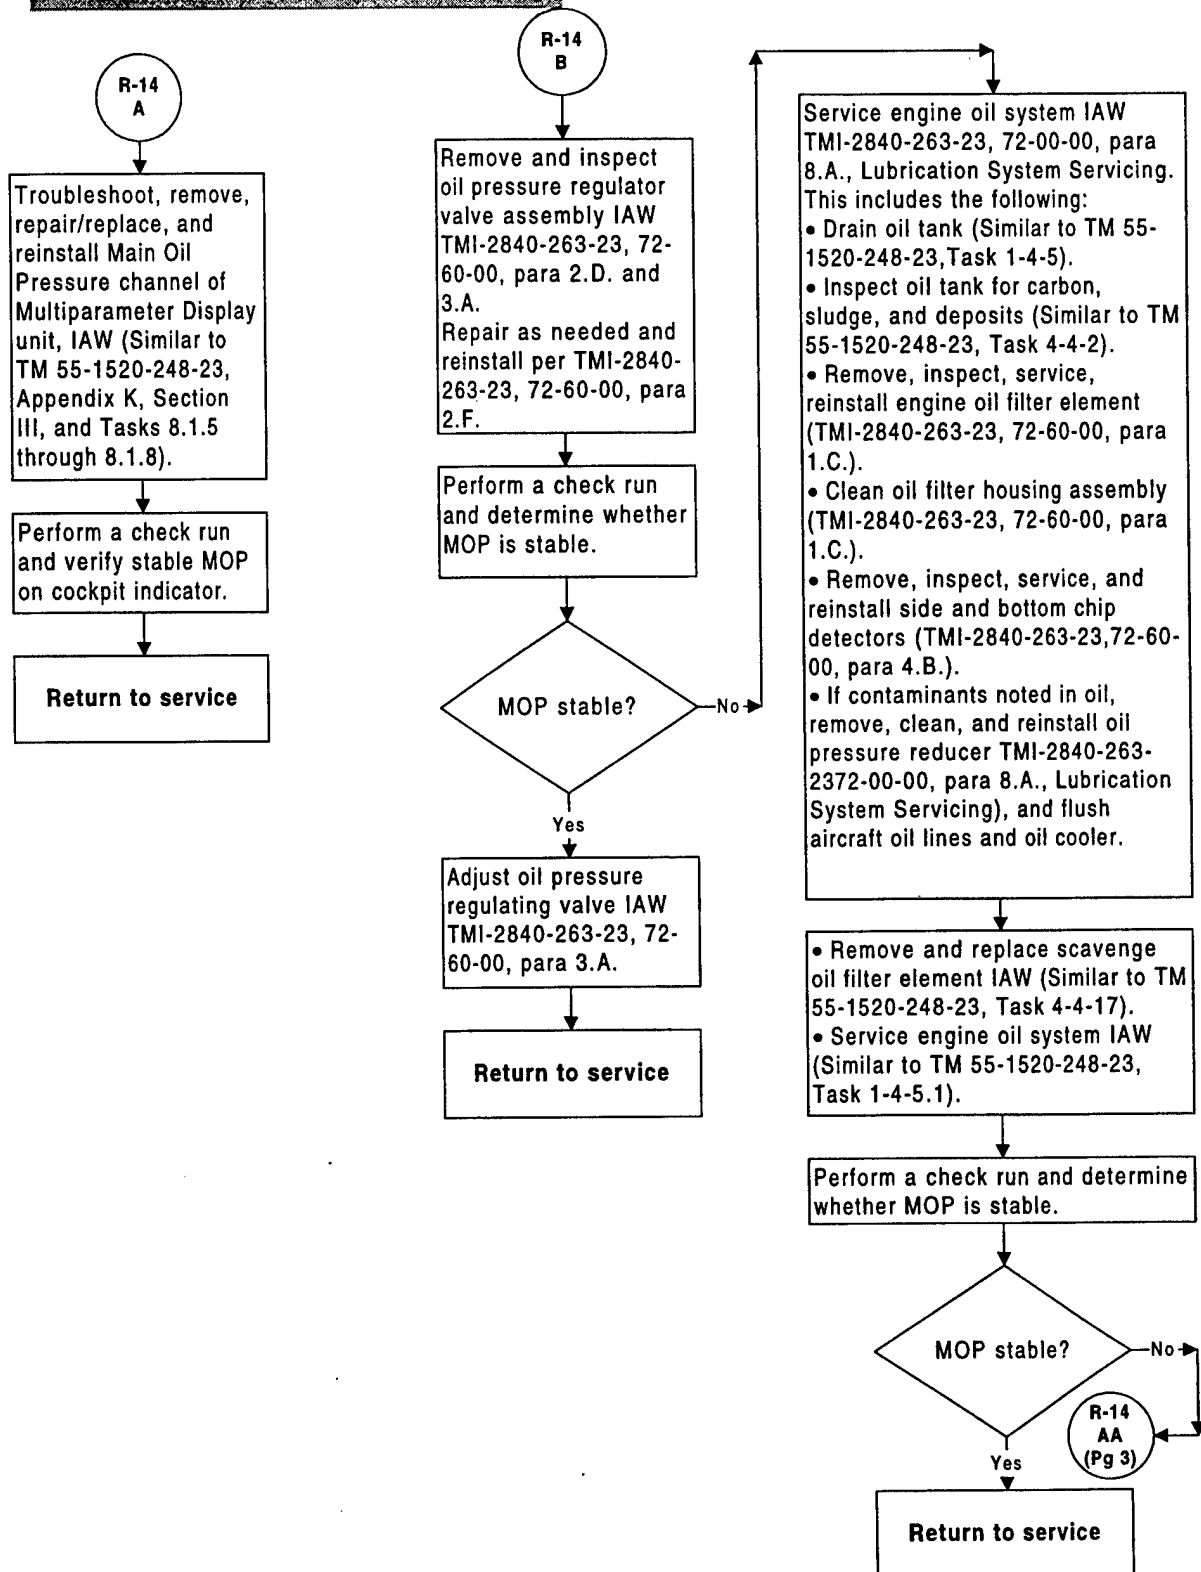 R-14
A
Troubleshoot, remove,
repair/replace, and
reinstall Main Oil
Pressure channel of
Multiparameter Display
unit, IAW (Similar to
TM 55-1520-248-23,
Appendix K, Section
III, and Tasks 8.1.5
through 8.1.8).
Perform a check run
and verify stable MOP
on cockpit indicator.
Return to service
R-14
B
Remove and inspect
oil pressure regulator
valve assembly IAW
TMI-2840-263-23, 72-
60-00, para 2.D. and
3.A.
Repair as needed and
reinstall per TMI-2840-
263-23, 72-60-00, para
2.F.
Perform a check run
and determine whether
MOP is stable.
MOP stable?
No
Yes
Adjust oil pressure
regulating valve IAW
TMI-2840-263-23, 72-
60-00, para 3.A.
Return to service
Service engine oil system IAW
TMI-2840-263-23, 72-00-00, para
8.A., Lubrication System Servicing.
This includes the following:
• Drain oil tank (Similar to TM 55-
1520-248-23,Task 1-4-5).
• Inspect oil tank for carbon,
sludge, and deposits (Similar to TM
55-1520-248-23, Task 4-4-2).
• Remove, inspect, service,
reinstall engine oil filter element
(TMI-2840-263-23, 72-60-00, para
1.C.).
• Clean oil filter housing assembly
(TMI-2840-263-23, 72-60-00, para
1.C.).
• Remove, inspect, service, and
reinstall side and bottom chip
detectors (TMI-2840-263-23,72-60-
00, para 4.B.).
• If contaminants noted in oil,
remove, clean, and reinstall oil
pressure reducer TMI-2840-263-
2372-00-00, para 8.A., Lubrication
System Servicing), and flush
aircraft oil lines and oil cooler.
• Remove and replace scavenge
oil filter element IAW (Similar to TM
55-1520-248-23, Task 4-4-17).
• Service engine oil system IAW
(Similar to TM 55-1520-248-23,
Task 1-4-5.1).
Perform a check run and determine
whether MOP is stable.
MOP stable?
No
R-14
AA
(Pg 3)
Yes
Return to service